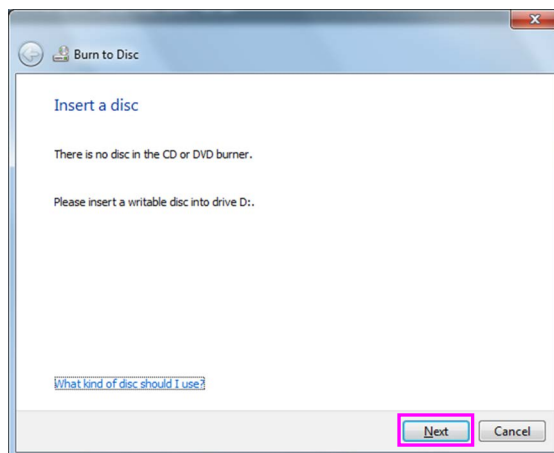 Burn to Disc
Insert a disc
There is no disc in the CD or DVD burner.
Please insert a writable disc into drive D:.
What kind of disc should I use?
Next
Cancel